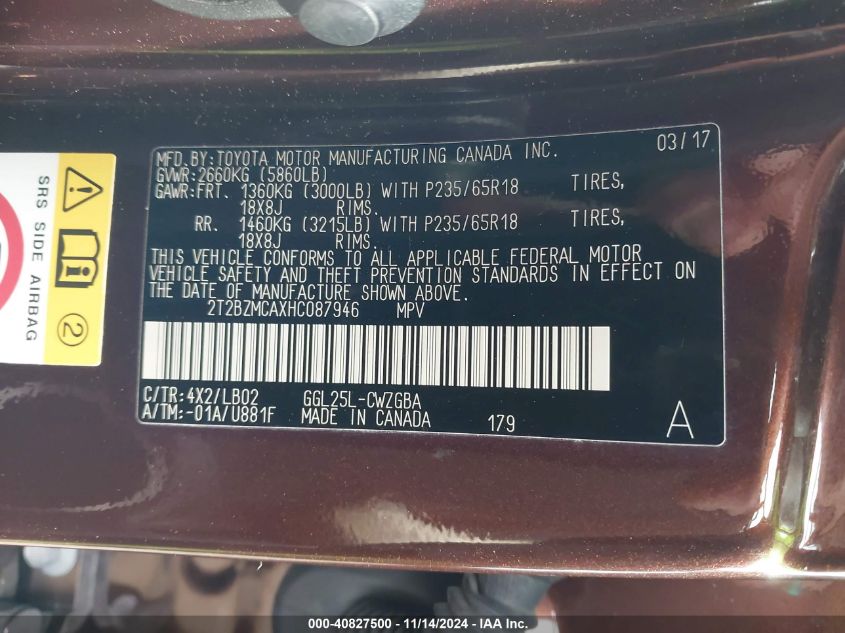 MFD.BY:TOYOTA MOTOR MANUFACTURING CANADA INC. 03/17
GVWR:2660KG (5860LB)
GAWR:FRT. 1360KG (3000LB) WITH P235/65R18 TIRES,
18X8J RIMS.
RR. 1460KG (3215LB) WITH P235/65R18 TIRES,
18X8J RIMS.
THIS VEHICLE CONFORMS TO ALL APPLICABLE FEDERAL MOTOR
VEHICLE SAFETY AND THEFT PREVENTION STANDARDS IN EFFECT ON
THE DATE OF MANUFACTURE SHOWN ABOVE.
2T2BZMCAXHC087946 MPV
C/TR:4X2/LB02 GGL25L-CWZGBA
A/TM:-01A/U881F MADE IN CANADA 179 A
SRS SIDE AIRBAG
2
000-40827500 - 11/14/2024 - IAA Inc.